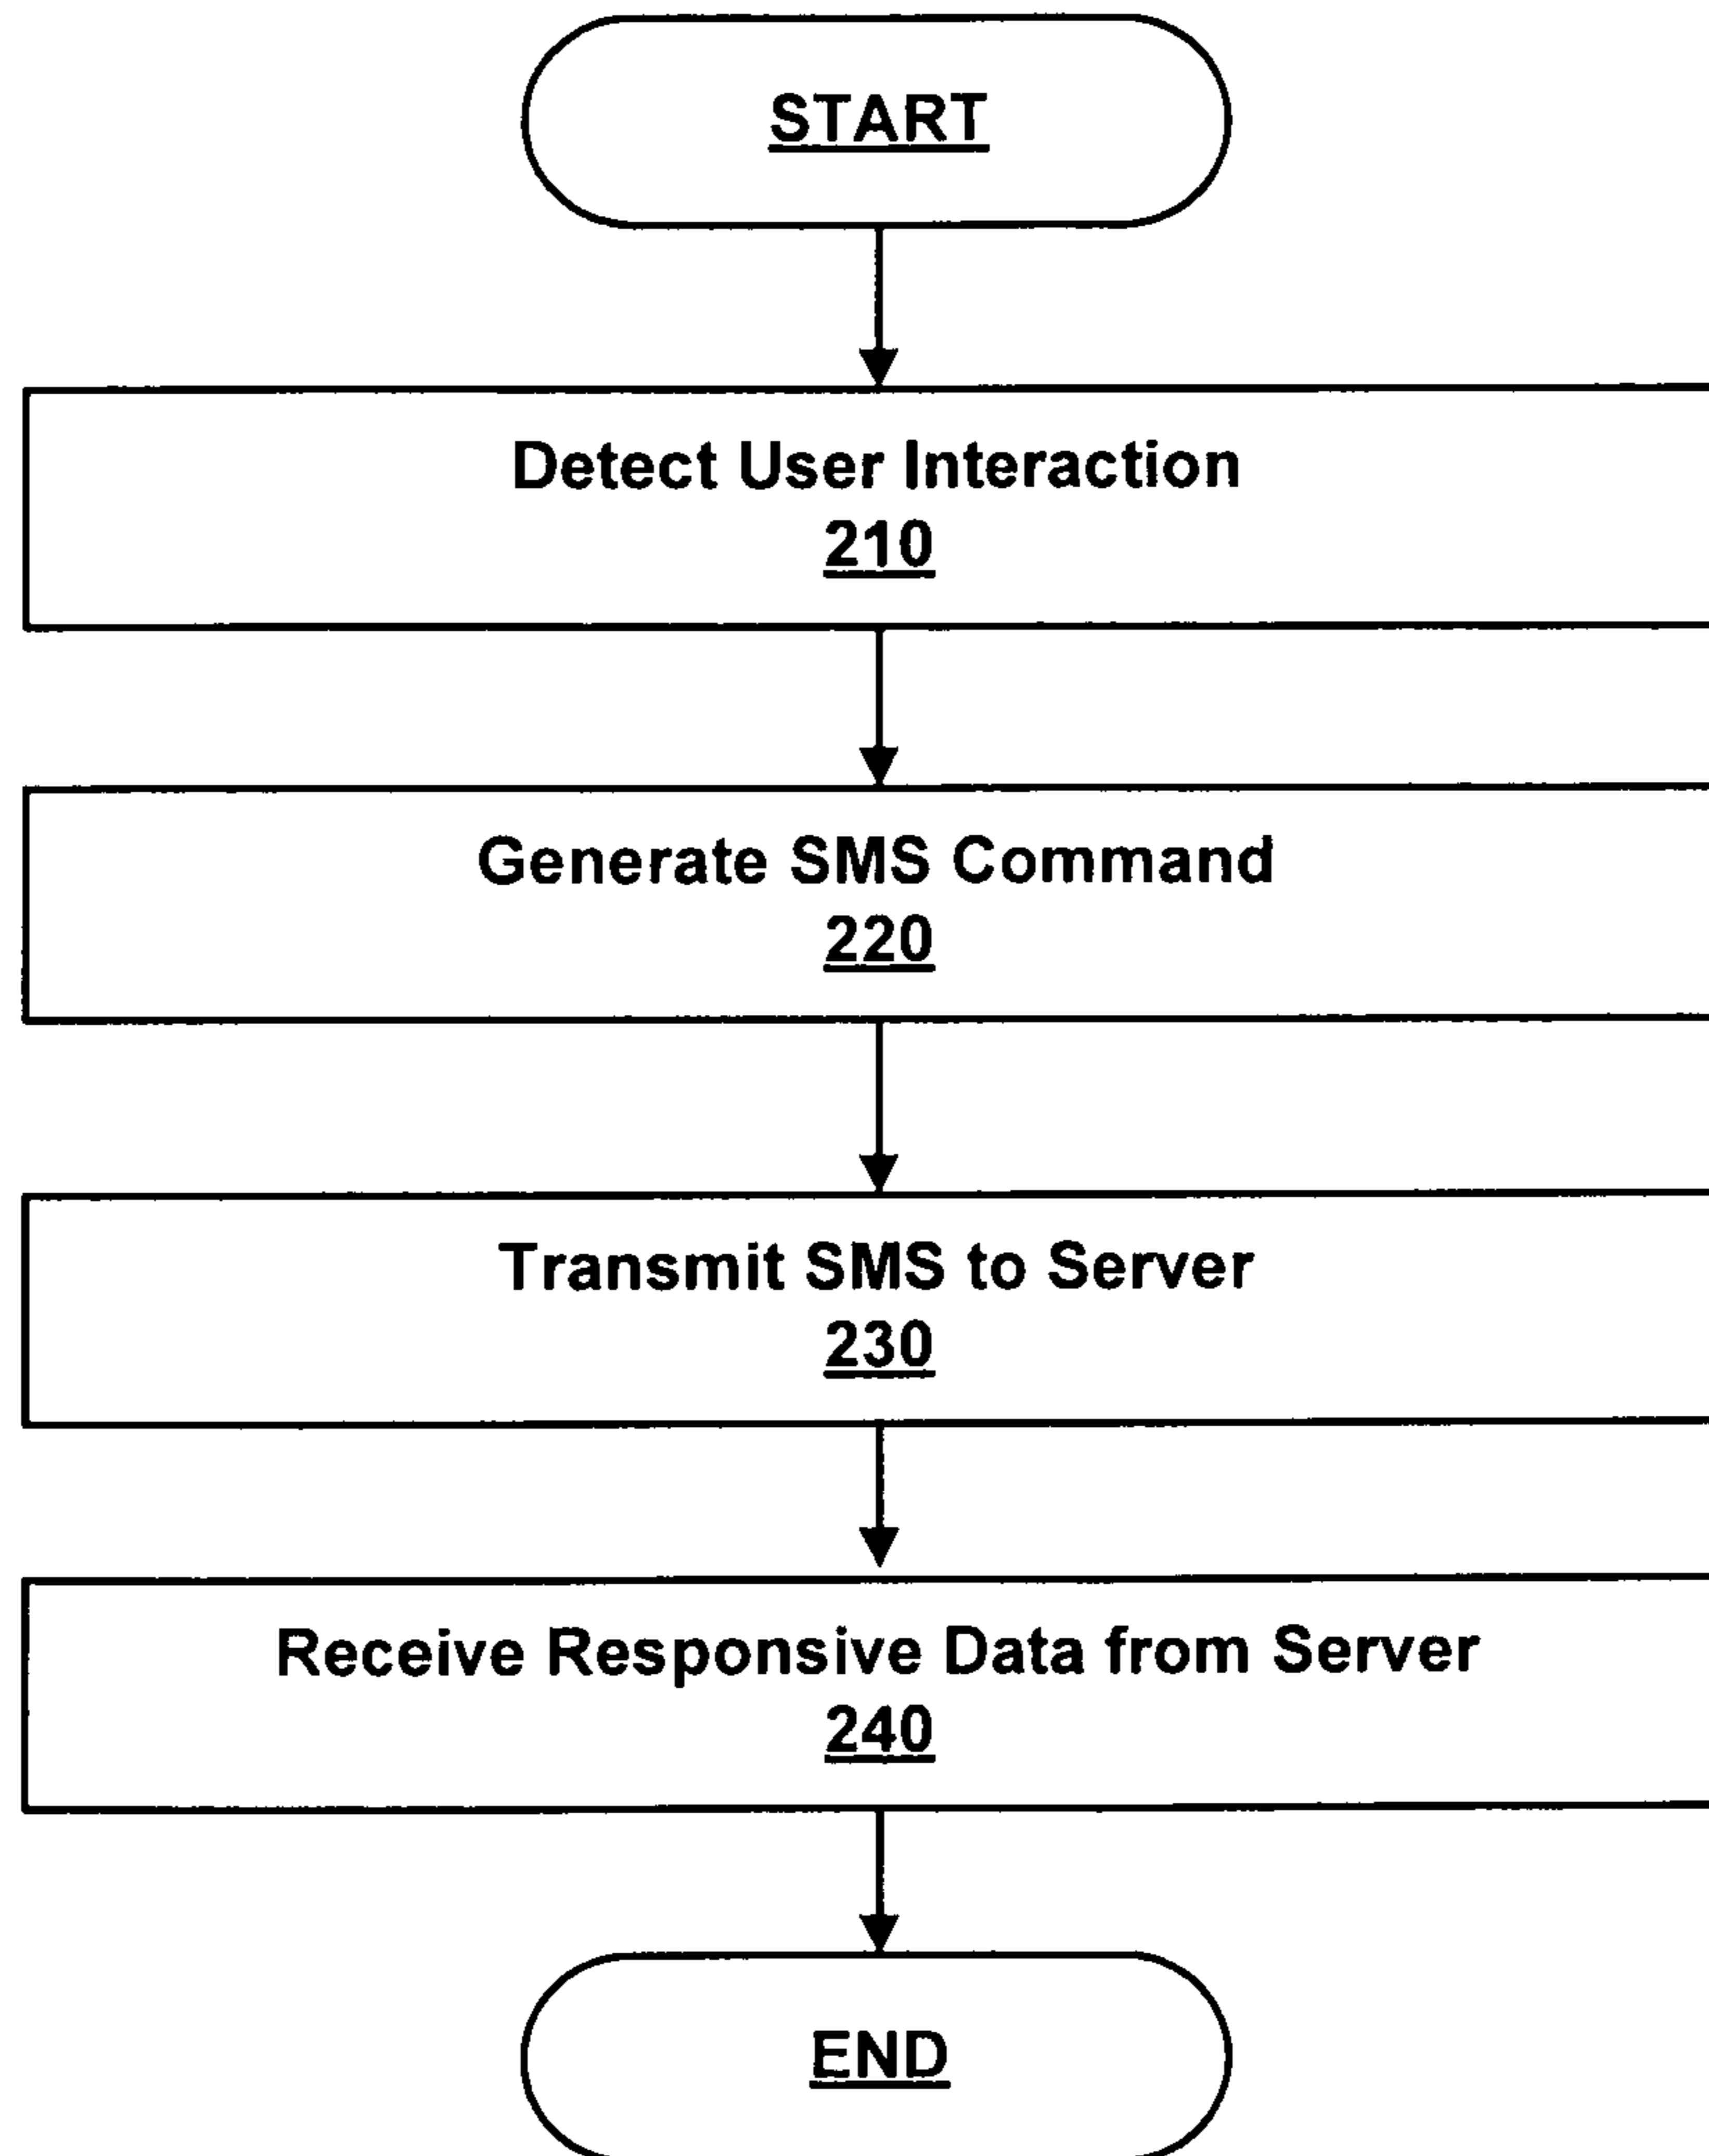 START
Detect User Interaction
210
Generate SMS Command
220
Transmit SMS to Server
230
Receive Responsive Data from Server
240
END